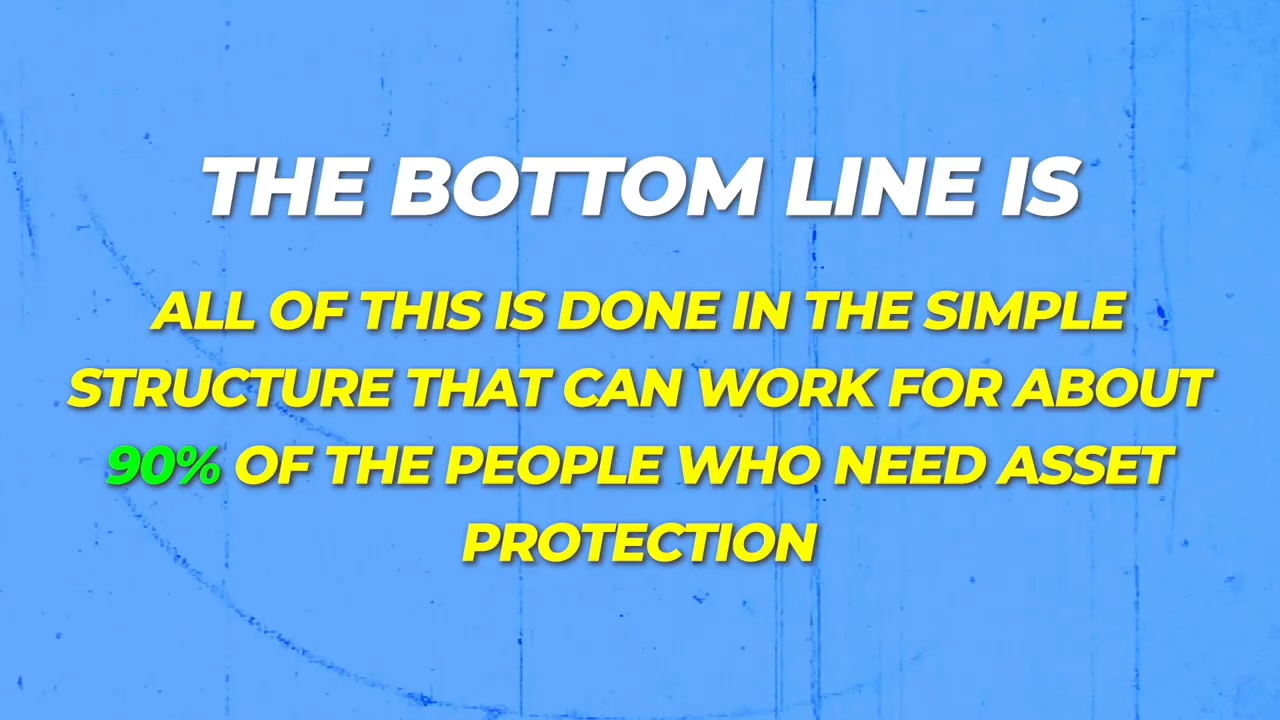 THE BOTTOM LINE IS
ALL OF THIS IS DONE IN THE SIMPLE
STRUCTURE THAT CAN WORK FOR ABOUT
90% OF THE PEOPLE WHO NEED ASSET
PROTECTION